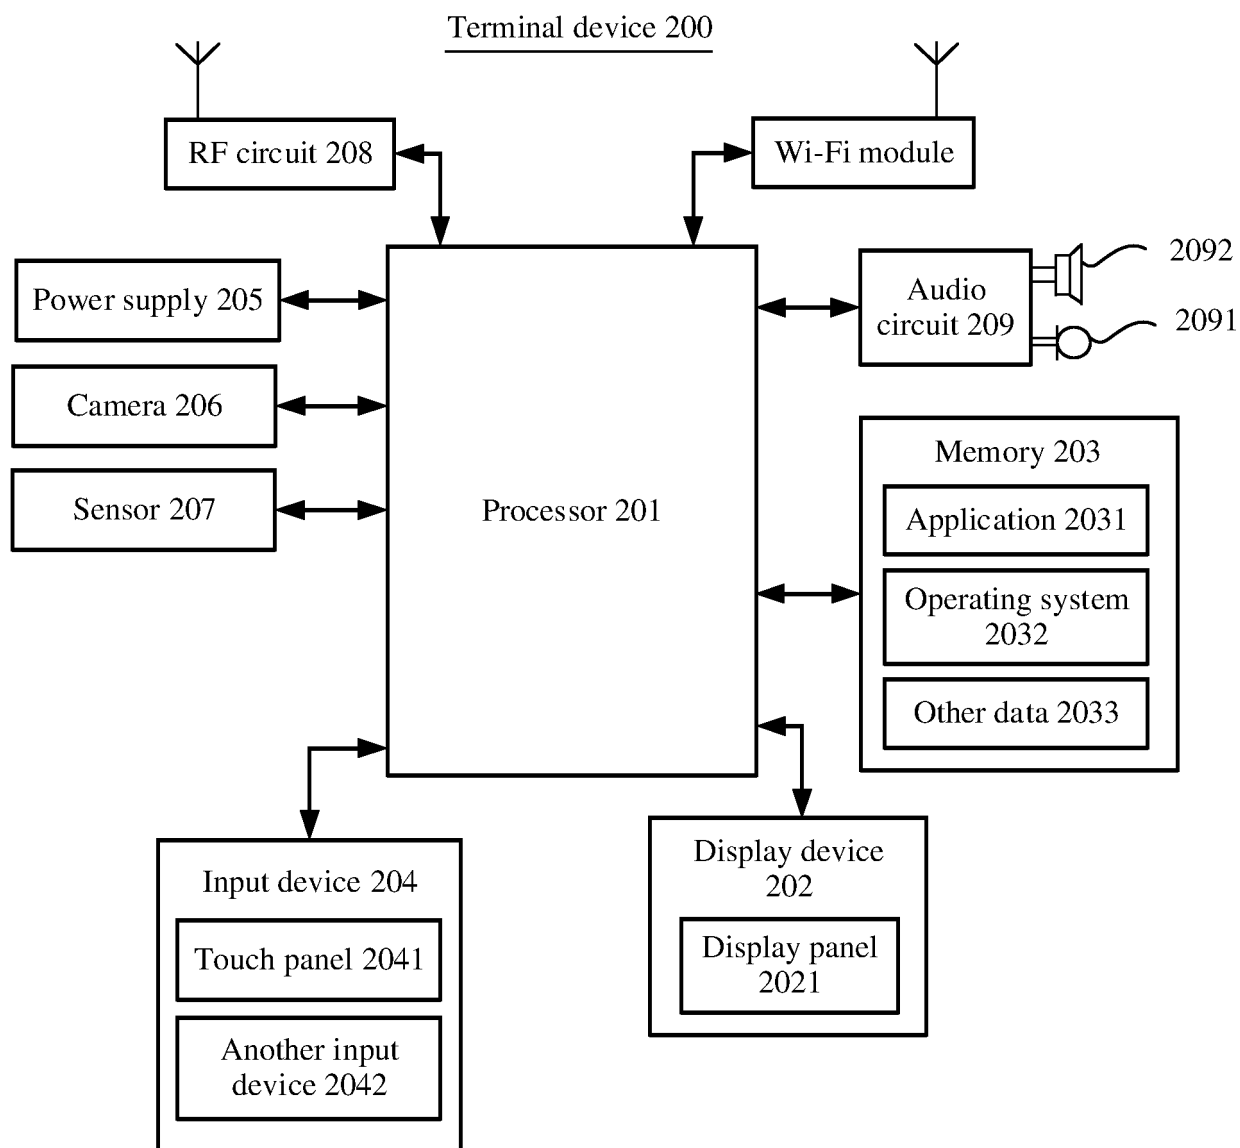 Terminal device 200
RF circuit 208
Wi-Fi module
Power supply 205
Audio
circuit 209
2092
2091
Camera 206
Sensor 207
Processor 201
Memory 203
Application 2031
Operating system
2032
Other data 2033
Input device 204
Touch panel 2041
Another input
device 2042
Display device
202
Display panel
2021